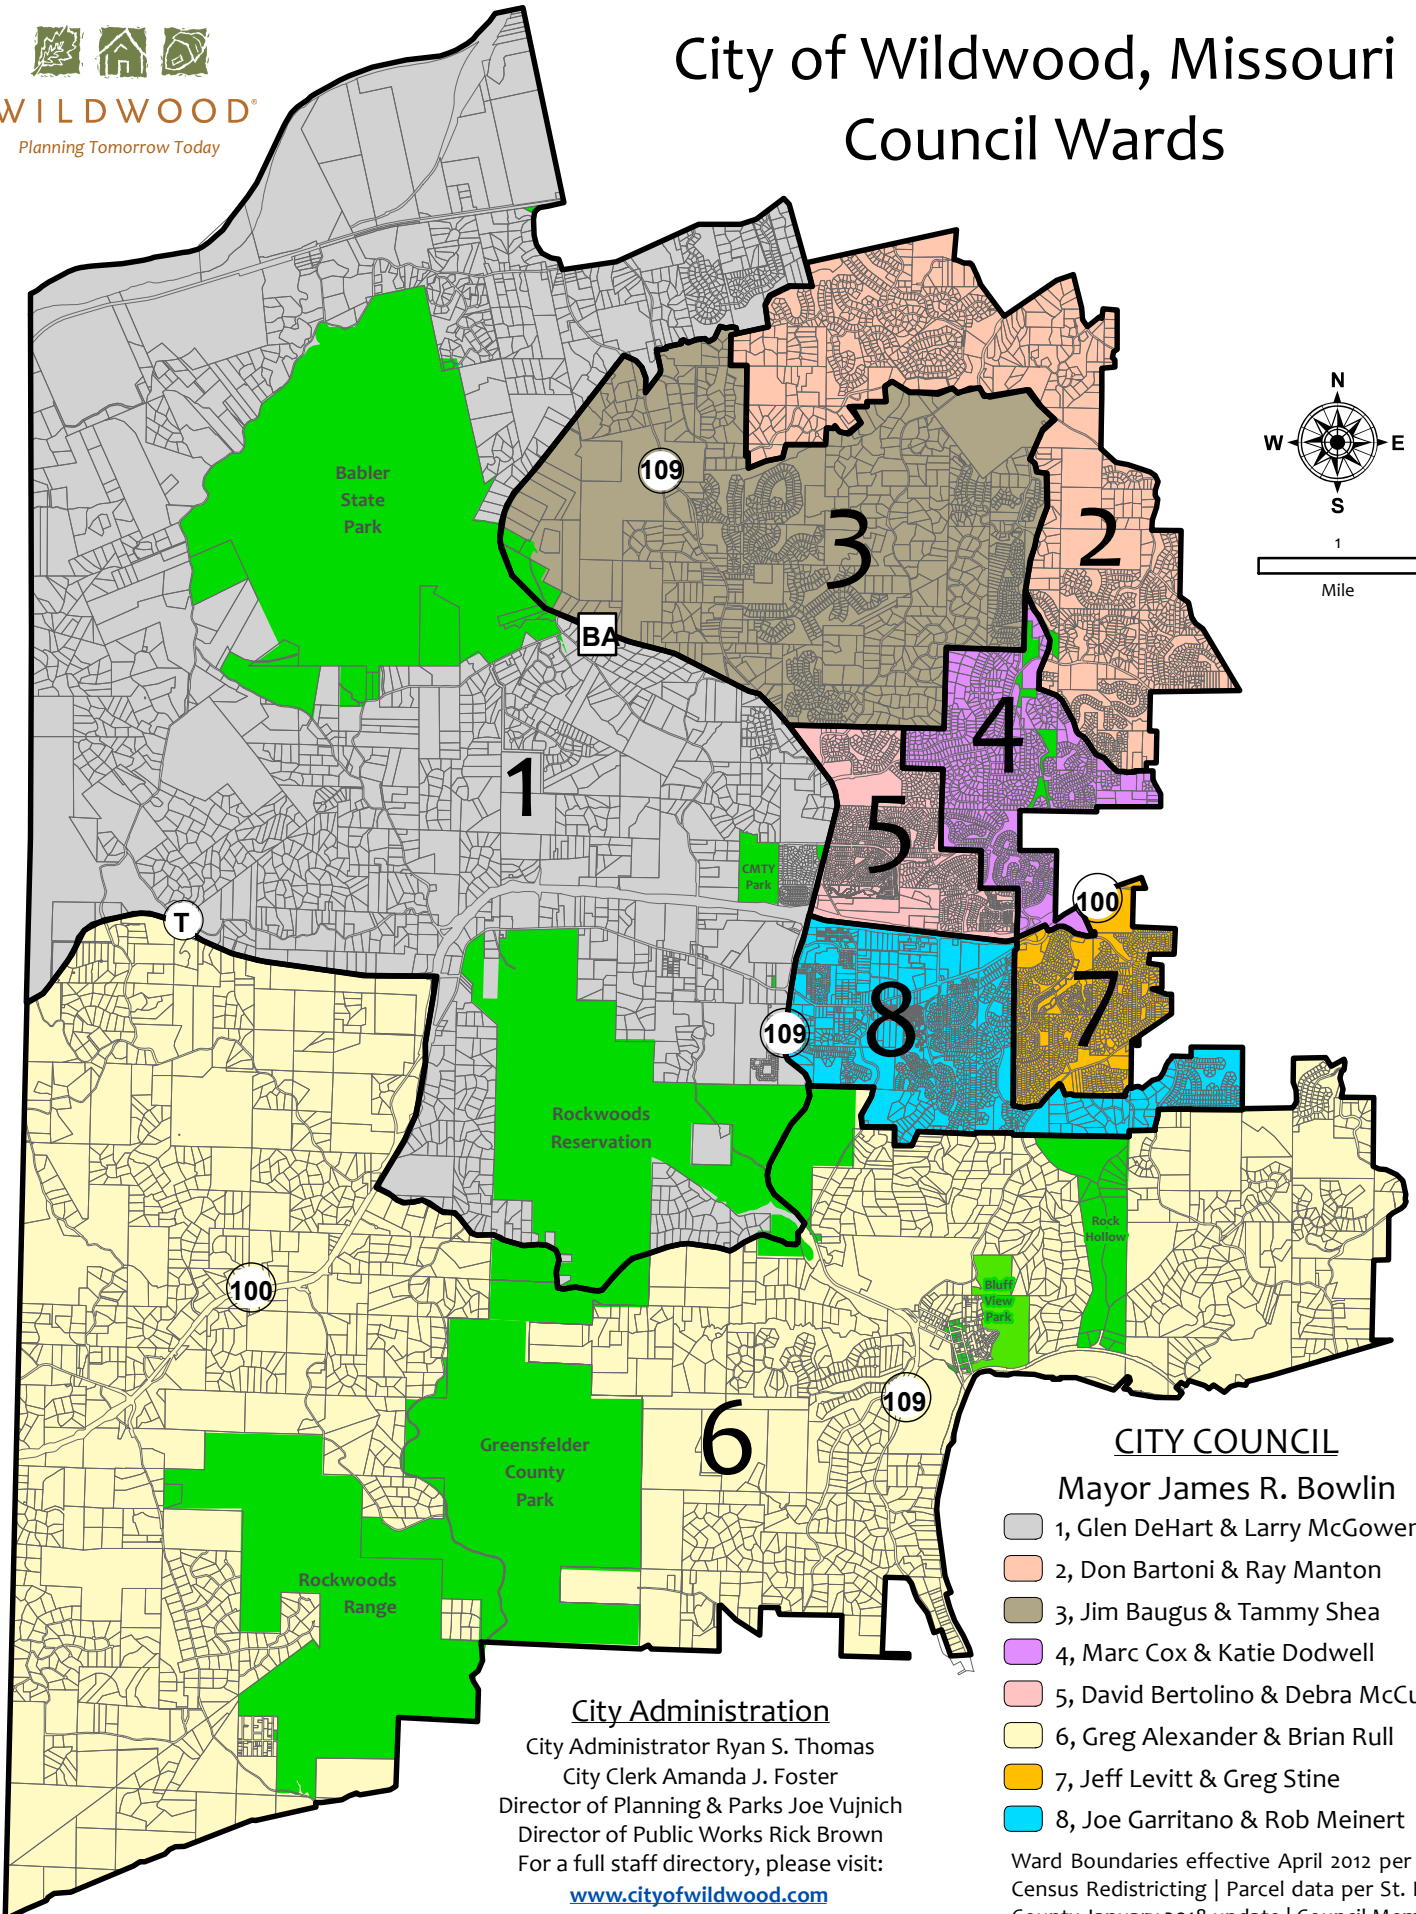 WILDWOOD®
Planning Tomorrow Today
City of Wildwood, Missouri
Council Wards
N
W
E
S
1
Mile
Babler
State
Park
109
3
2
BA
4
1
5
CMTY
Park
100
T
8
7
109
Rockwoods
Reservation
Rock
Hollow
100
Bluff
View
Park
109
6
Greensfelder
County
Park
Rockwoods
Range
CITY COUNCIL
Mayor James R. Bowlin
1, Glen DeHart & Larry
2, Don Bartoni & Ray Manton
3, Jim Baugus & Tammy Shea
4, Marc Cox & Katie Dodwell
5, David Bertolino & Debra
6, Greg Alexander & Brian Rull
7, Jeff Levitt & Greg Stine
8, Joe Garritano & Rob Meinert
Ward Boundaries effective April 2012 per
Census Redistricting | Parcel data per St.
City Administration
City Administrator Ryan S. Thomas
City Clerk Amanda J. Foster
Director of Planning & Parks Joe Vujnich
Director of Public Works Rick Brown
For a full staff directory, please visit:
www.cityofwildwood.com